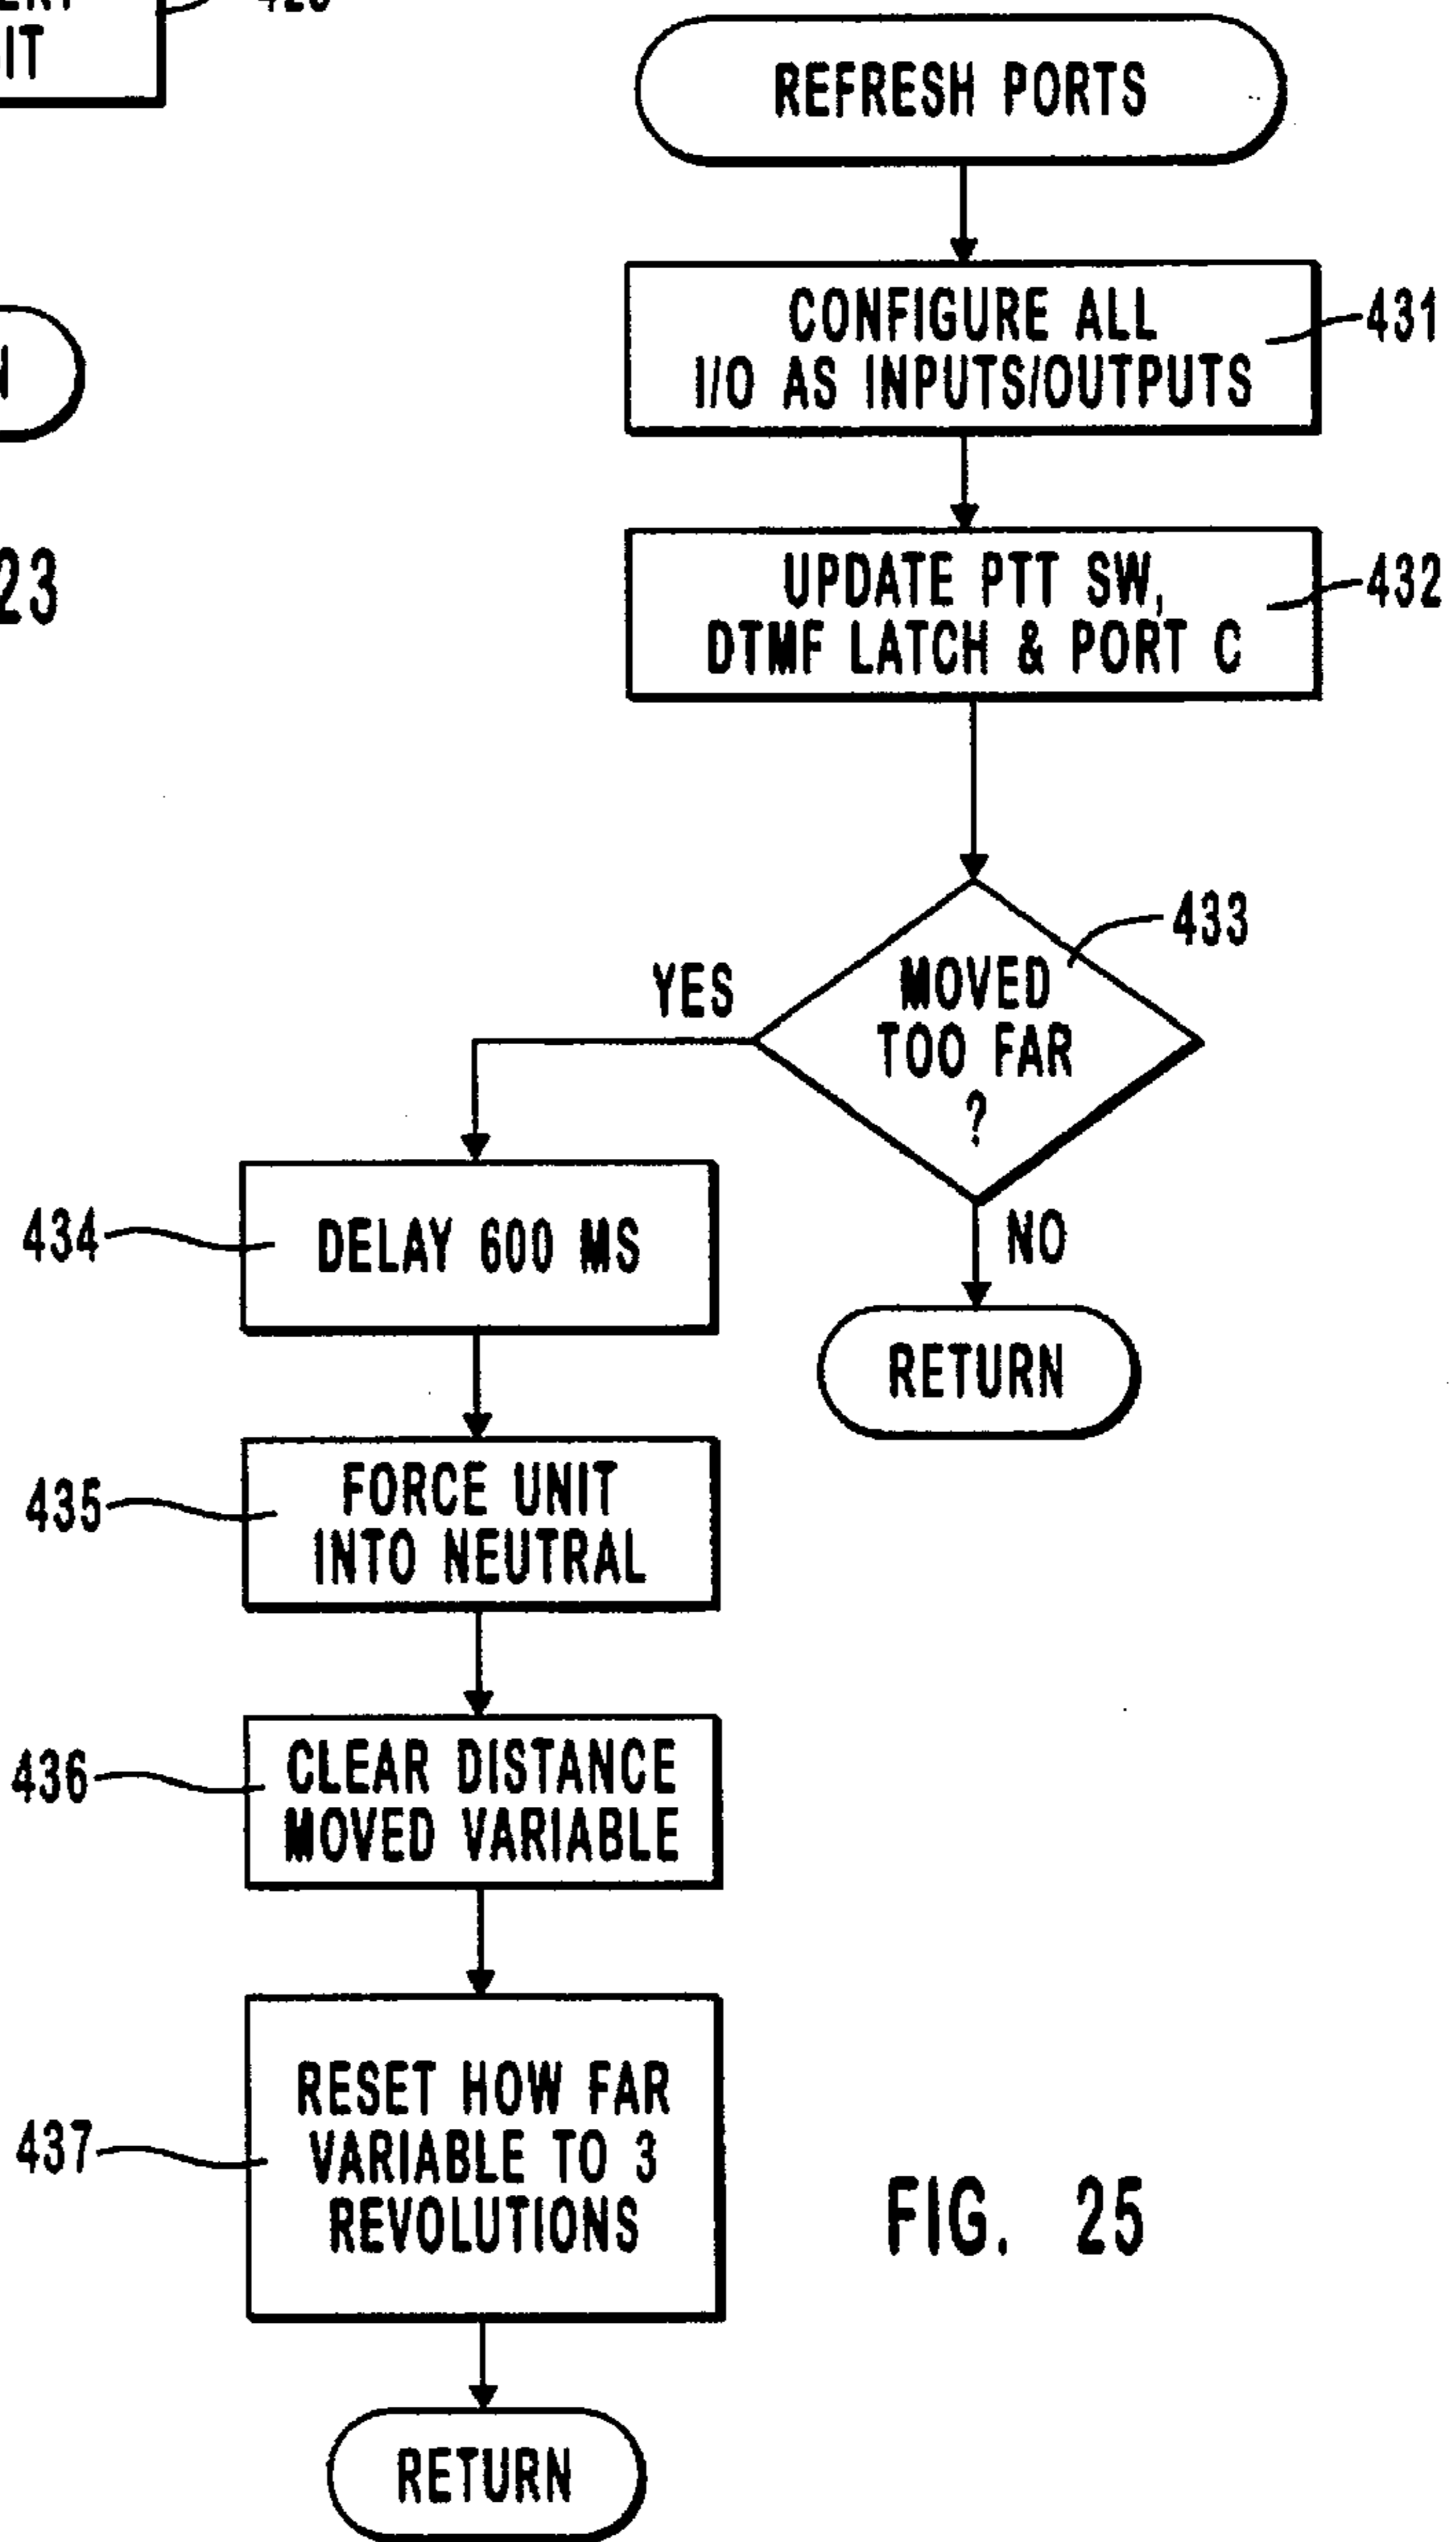 IT
23
REFRESH PORTS
CONFIGURE ALL
I/O AS INPUTS/OUTPUTS
431
UPDATE PTT SW,
DTMF LATCH & PORT C
432
433
MOVED
TOO FAR
?
YES
NO
RETURN
434
DELAY 600 MS
435
FORCE UNIT
INTO NEUTRAL
436
CLEAR DISTANCE
MOVED VARIABLE
437
RESET HOW FAR
VARIABLE TO 3
REVOLUTIONS
RETURN
FIG. 25